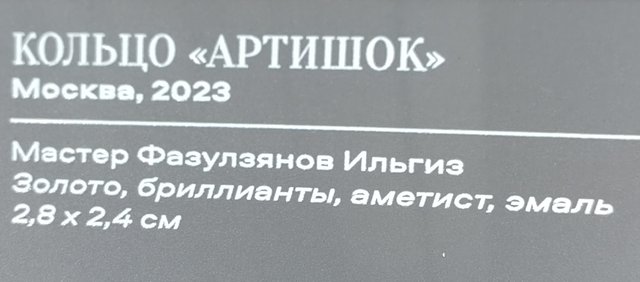 КОЛЬЦО «АРТИШОК»
Москва, 2023
Мастер Фазулзянов Ильгиз
Золото, бриллианты, аметист, эмаль
2,8 х 2,4 см